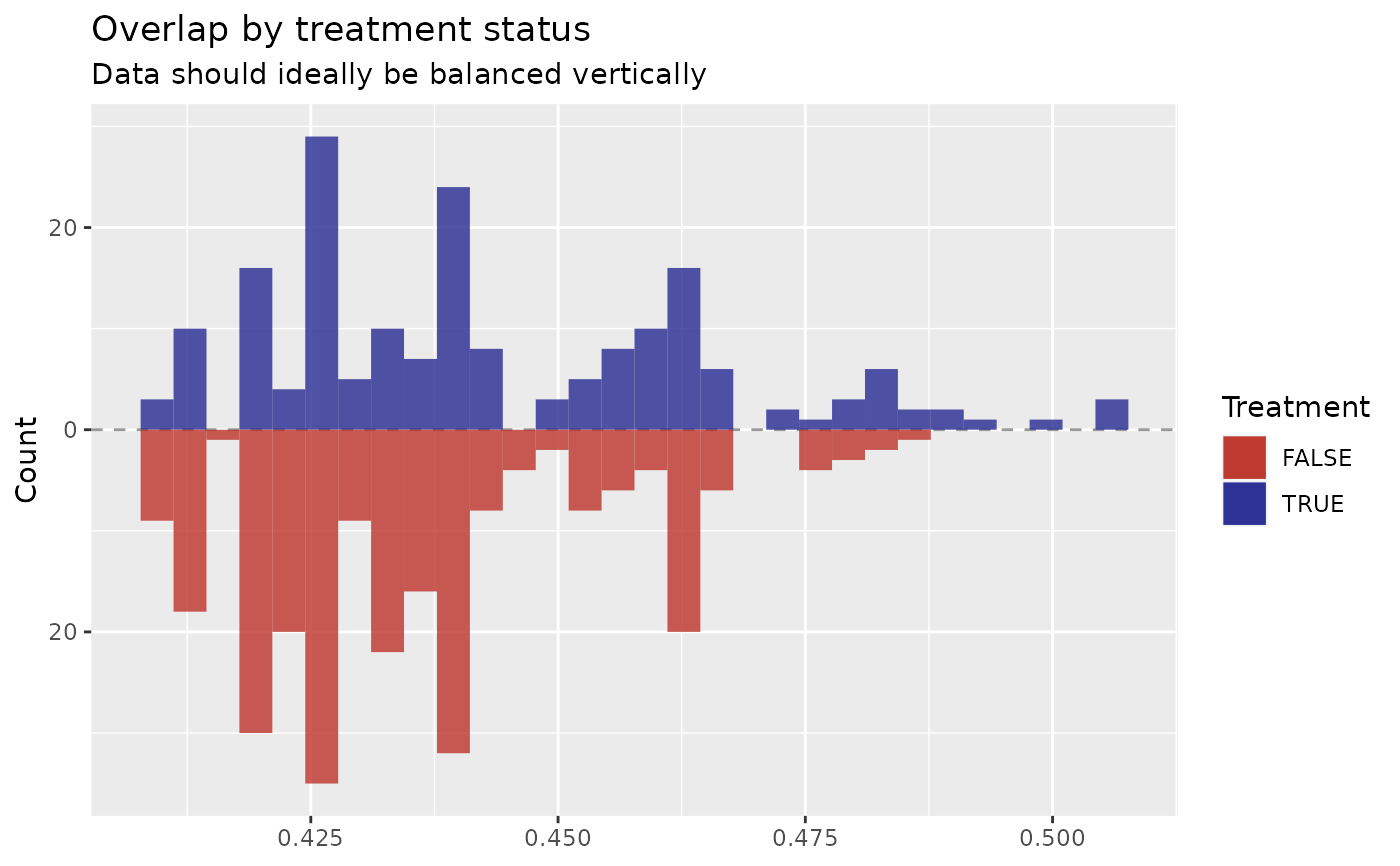 Overlap by treatment status
Data should ideally be balanced vertically
Count
20
0
20
0.425
0.450
0.475
0.500
Treatment
FALSE
TRUE